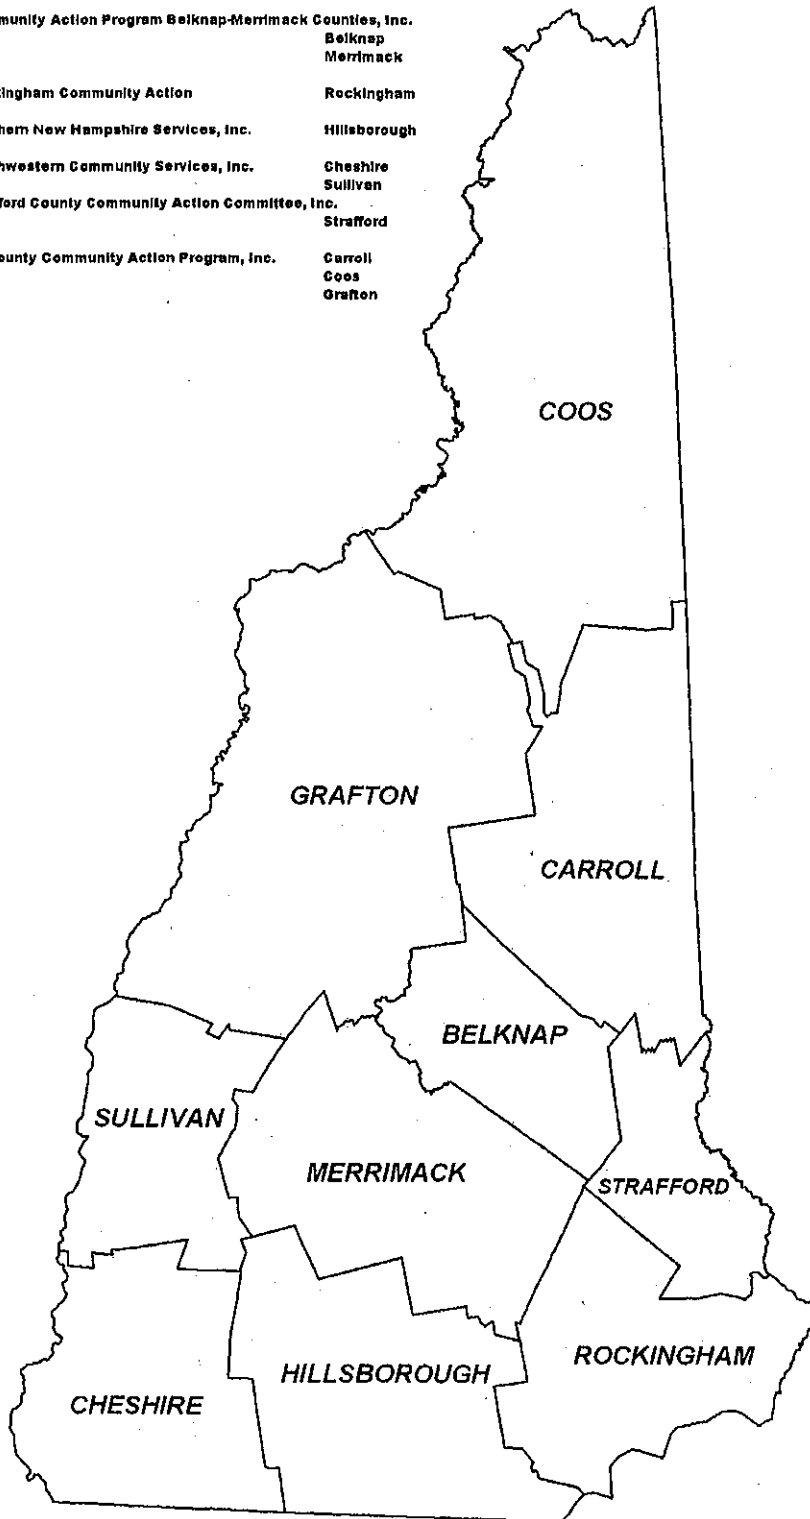 munity Action Program Belknap-Merrimack Counties, Inc.
Belknap
Merrimack
ingham Community Action Rockingham
hern New Hampshire Services, Inc. Hillsborough
hwestern Community Services, Inc. Cheshire
Sullivan
ford County Community Action Committee, Inc.
Strafford
ounty Community Action Program, Inc. Carroll
Coos
Grafton
COOS
GRAFTON
CARROLL
BELKNAP
SULLIVAN
MERRIMACK
STRAFFORD
ROCKINGHAM
HILLSBOROUGH
CHESHIRE